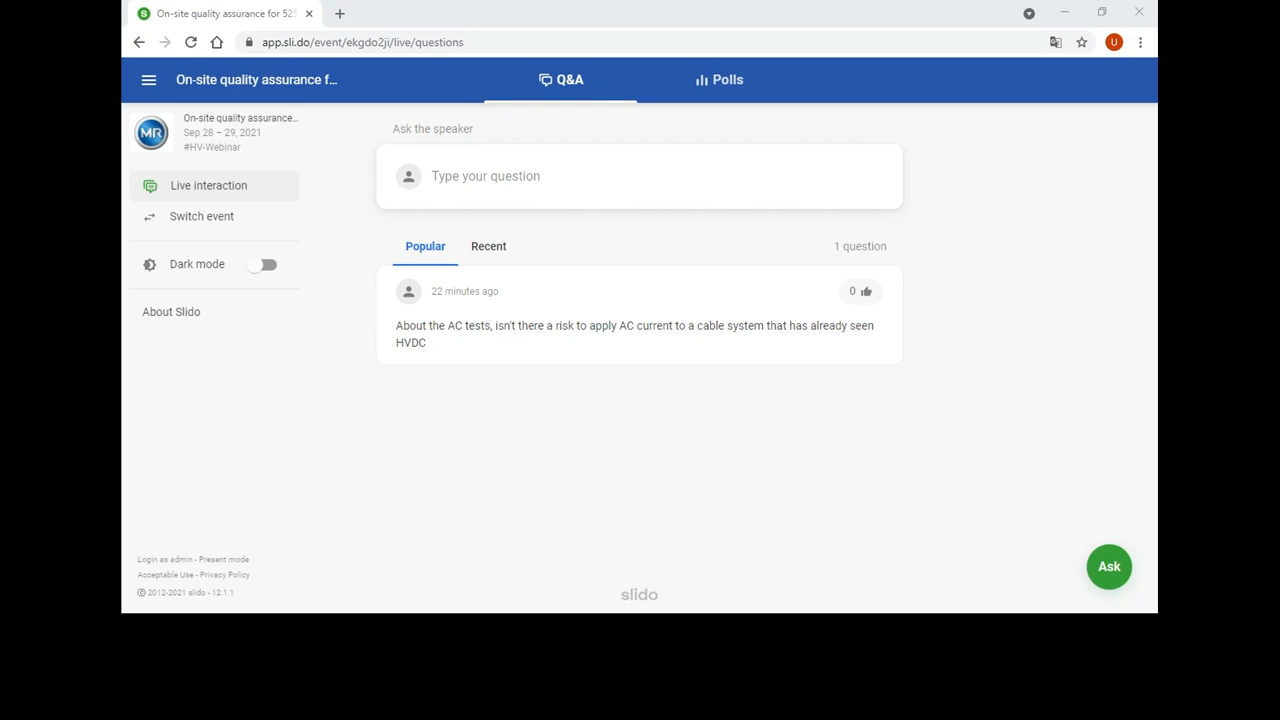 On-site quality assurance for 525
app.sli.do/event/ekgdo2ji/live/questions
U
On-site quality assurance f...
Q&A
Polls
MR
On-site quality assurance...
Sep 28 – 29, 2021
#HV-Webinar
Live interaction
Switch event
Dark mode
About Slido
Ask the speaker
Type your question
Popular
Recent
1 question
22 minutes ago
0
About the AC tests, isn't there a risk to apply AC current to a cable system that has already seen
HVDC
Ask
Login as admin - Present mode
Acceptable Use - Privacy Policy
© 2012-2021 slido - 12.1.1
slido